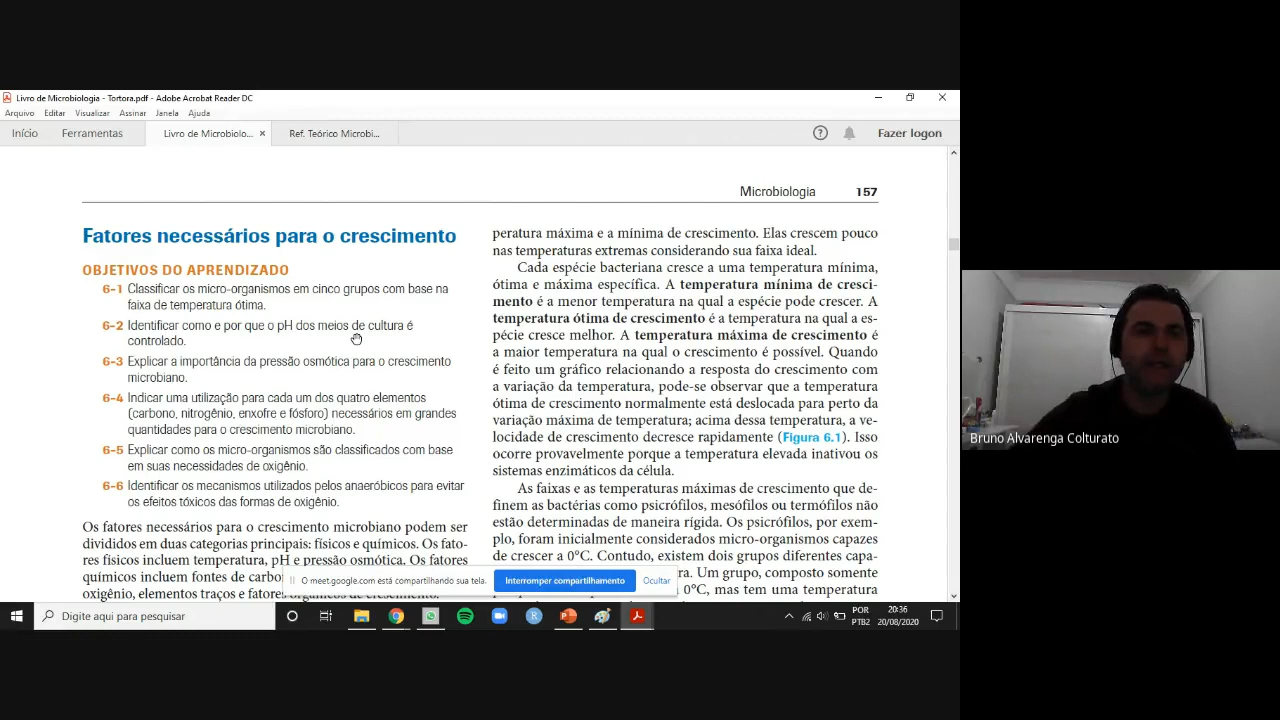 Livro de Microbiologia - Tortora.pdf - Adobe Acrobat Reader DC
Arquivo Editar Visualizar Assinar Janela Ajuda
Início Ferramentas Livro de Microbiolo... × Ref. Teórico Microbi... Fazer logon
Microbiologia 157
Fatores necessários para o crescimento
OBJETIVOS DO APRENDIZADO
6-1 Classificar os micro-organismos em cinco grupos com base na
faixa de temperatura ótima.
6-2 Identificar como e por que o pH dos meios de cultura é
controlado.
6-3 Explicar a importância da pressão osmótica para o crescimento
microbiano.
6-4 Indicar uma utilização para cada um dos quatro elementos
(carbono, nitrogênio, enxofre e fósforo) necessários em grandes
quantidades para o crescimento microbiano.
6-5 Explicar como os micro-organismos são classificados com base
em suas necessidades de oxigênio.
6-6 Identificar os mecanismos utilizados pelos anaeróbicos para evitar
os efeitos tóxicos das formas de oxigênio.
Os fatores necessários para o crescimento microbiano podem ser
divididos em duas categorias principais: físicos e químicos. Os fato-
res físicos incluem temperatura, pH e pressão osmótica. Os fatores
químicos incluem fontes de carbo
oxigênio, elementos traços e fatores orgânicos de crescimento.
peratura máxima e a mínima de crescimento. Elas crescem pouco
nas temperaturas extremas considerando sua faixa ideal.
Cada espécie bacteriana cresce a uma temperatura mínima,
ótima e máxima específica. A temperatura mínima de cresci-
mento é a menor temperatura na qual a espécie pode crescer. A
temperatura ótima de crescimento é a temperatura na qual a es-
pécie cresce melhor. A temperatura máxima de crescimento é
a maior temperatura na qual o crescimento é possível. Quando
é feito um gráfico relacionando a resposta do crescimento com
a variação da temperatura, pode-se observar que a temperatura
ótima de crescimento normalmente está deslocada para perto da
variação máxima de temperatura; acima dessa temperatura, a ve-
locidade de crescimento decresce rapidamente (Figura 6.1). Isso
ocorre provavelmente porque a temperatura elevada inativou os
sistemas enzimáticos da célula.
As faixas e as temperaturas máximas de crescimento que de-
finem as bactérias como psicrófilos, mesófilos ou termófilos não
estão determinadas de maneira rígida. Os psicrófilos, por exem-
plo, foram inicialmente considerados micro-organismos capazes
de crescer a 0°C. Contudo, existem dois grupos diferentes capa-
ra. Um grupo, composto somente
a 0°C, mas tem uma temperatura
O meet.google.com está compartilhando sua tela. Interromper compartilhamento Ocultar
Bruno Alvarenga Colturato
Digite aqui para pesquisar
POR 20:36
PTB2 20/08/2020